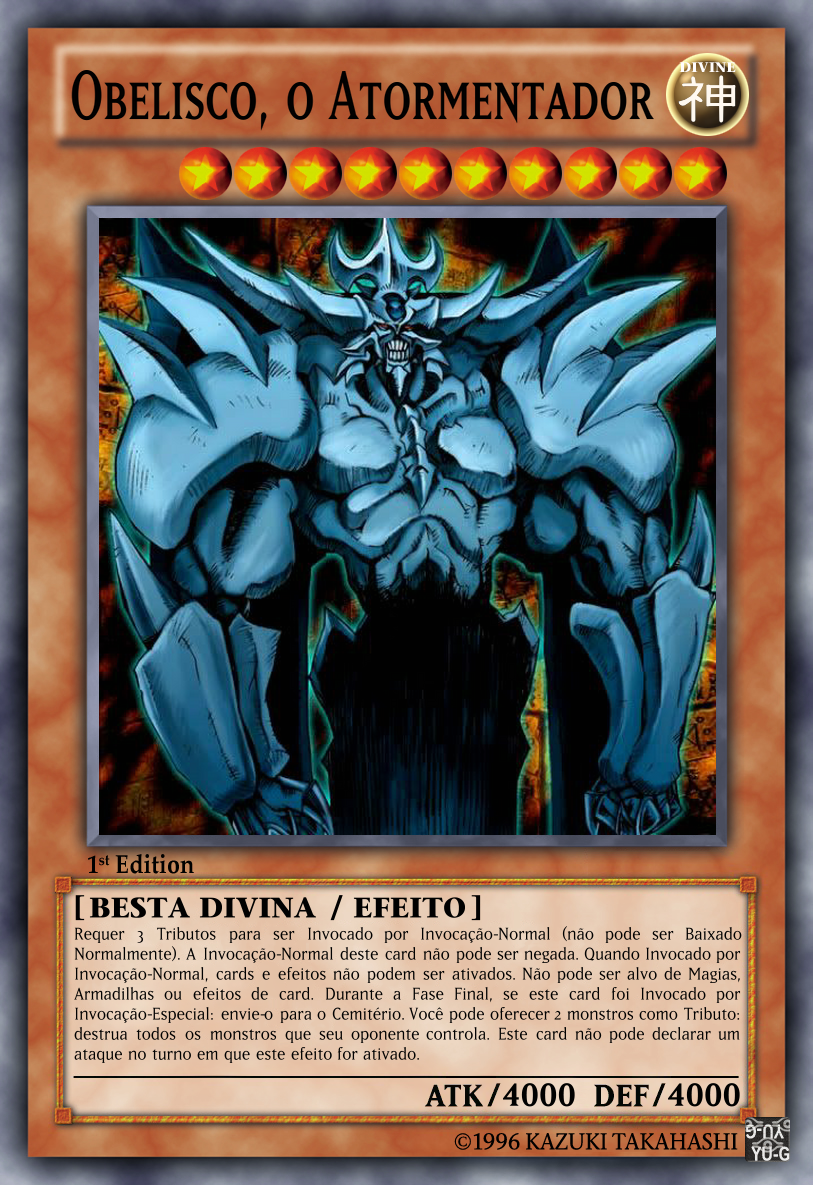 Obelisco, o Atormentador
DIVINE
神
1st Edition
[ BESTA DIVINA / EFEITO ]
Requer 3 Tributos para ser Invocado por Invocação-Normal (não pode ser Baixado
Normalmente). A Invocação-Normal deste card não pode ser negada. Quando Invocado por
Invocação-Normal, cards e efeitos não podem ser ativados. Não pode ser alvo de Magias,
Armadilhas ou efeitos de card. Durante a Fase Final, se este card foi Invocado por
Invocação-Especial: envie-o para o Cemitério. Você pode oferecer 2 monstros como Tributo:
destrua todos os monstros que seu oponente controla. Este card não pode declarar um
ataque no turno em que este efeito for ativado.
ATK/4000 DEF/4000
©1996 KAZUKI TAKAHASHI
YU-G
YU-G